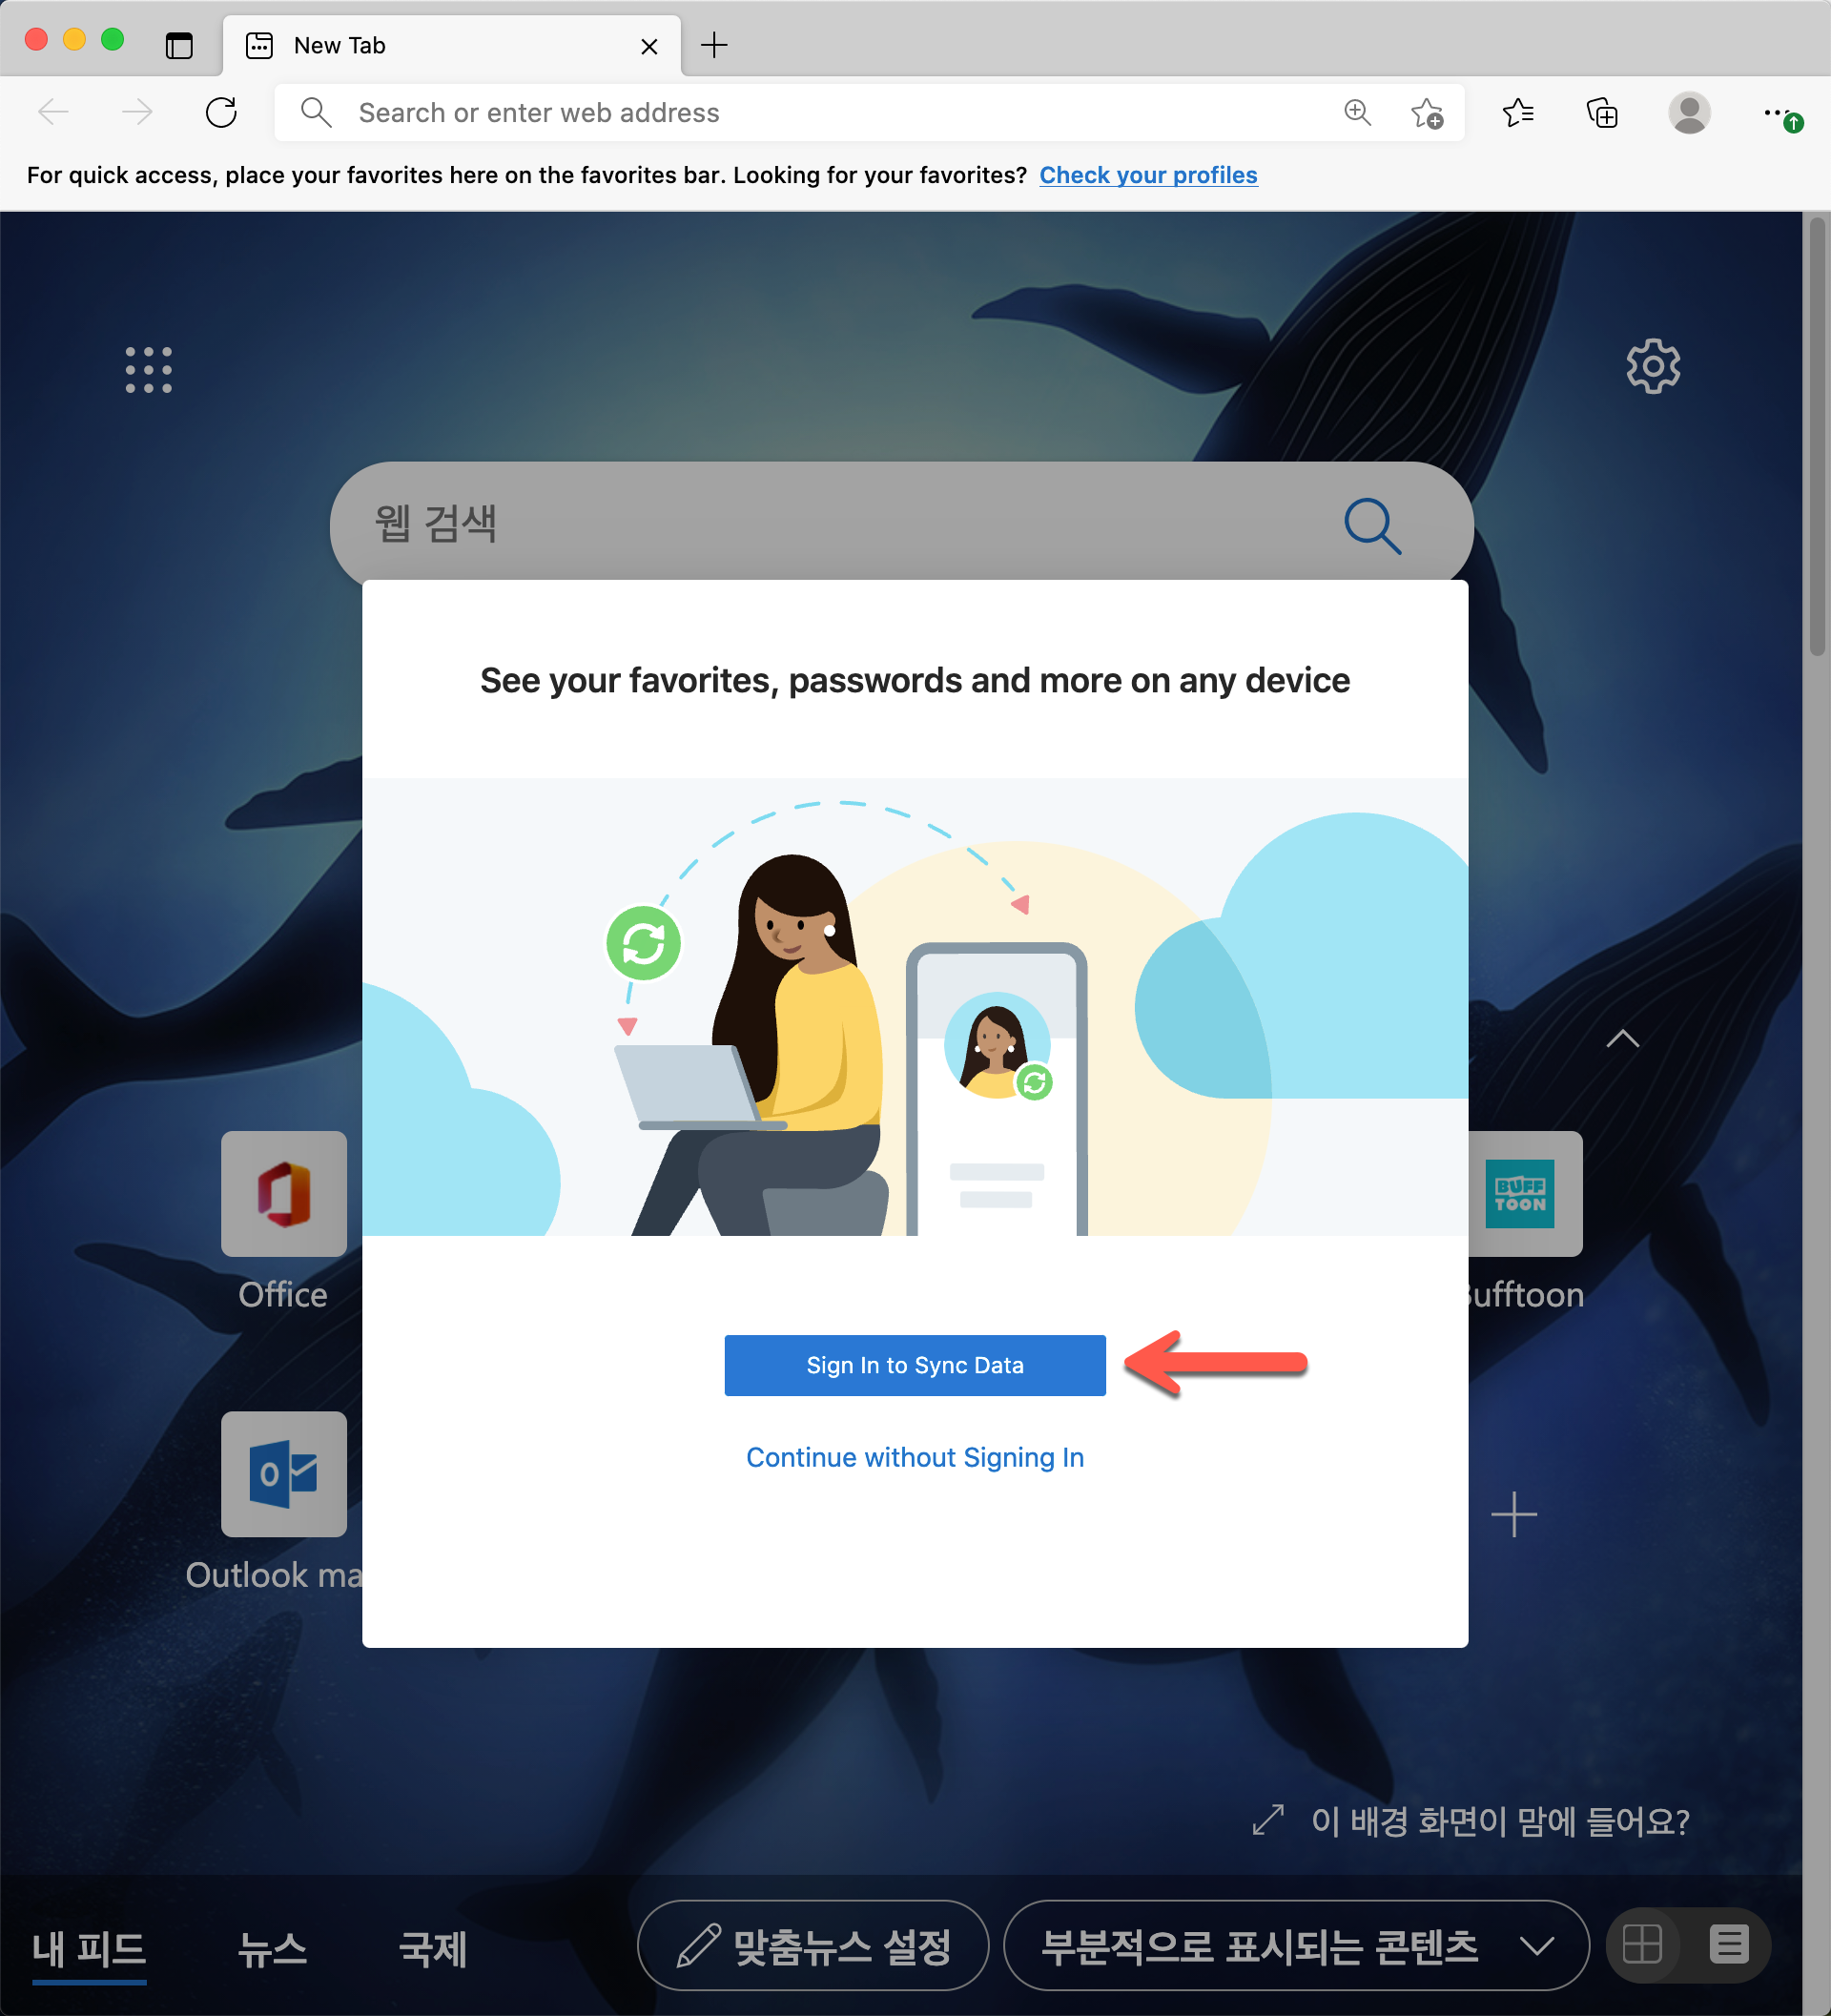 New Tab
Search or enter web address
For quick access, place your favorites here on the favorites bar. Looking for your favorites? Check your profiles
웹 검색
See your favorites, passwords and more on any device
BUFF
TOON
Office
ufftoon
Sign In to Sync Data
Continue without Signing In
Outlook ma
이 배경 화면이 맘에 들어요?
내 피드 뉴스 국제 맞춤뉴스 설정 부분적으로 표시되는 콘텐츠